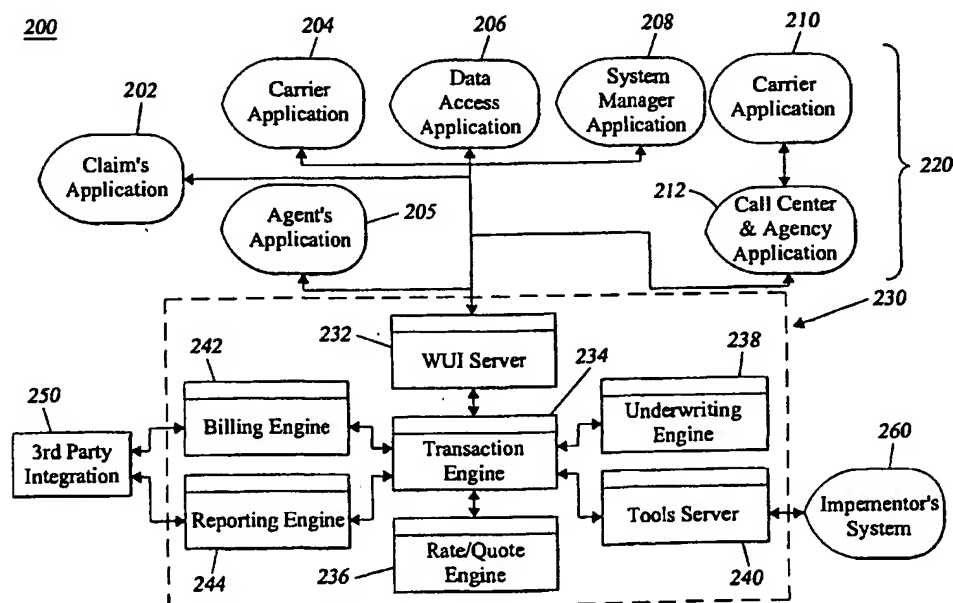 200
204
206
208
210
202
Carrier
Application
Data
Access
Application
System
Manager
Application
Carrier
Application
220
Claim's
Application
Agent's
Application
205
212
Call Center
& Agency
Application
230
232
WUI Server
242
234
238
250
Billing Engine
Transaction
Engine
Underwriting
Engine
3rd Party
Integration
260
Reporting Engine
Tools Server
Impementor's
System
244
236
Rate/Quote
Engine
240